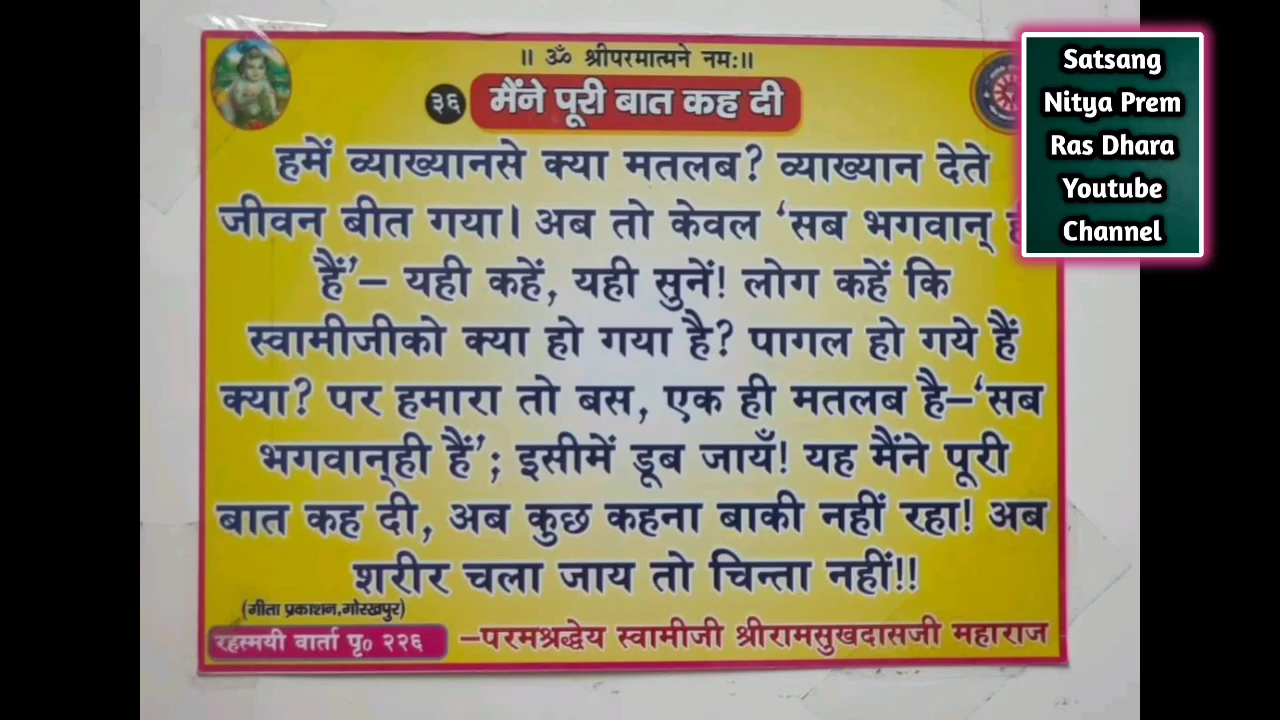 ॥ ॐ श्रीपरमात्मने नमः॥
३६ मैंने पूरी बात कह दी
हमें व्याख्यानसे क्या मतलब? व्याख्यान देते
जीवन बीत गया। अब तो केवल ‘सब भगवान्
हैं’– यही कहें, यही सुनें! लोग कहें कि
स्वामीजीको क्या हो गया है? पागल हो गये हैं
क्या? पर हमारा तो बस, एक ही मतलब है–‘सब
भगवान्‌ही हैं’; इसीमें डूब जायँ! यह मैंने पूरी
बात कह दी, अब कुछ कहना बाकी नहीं रहा! अब
शरीर चला जाय तो चिन्ता नहीं!!
(गीता प्रकाशन,गोरखपुर)
रहस्मयी वार्ता पृ० २२६
–परमश्रद्धेय स्वामीजी श्रीरामसुखदासजी महाराज
Satsang
Nitya Prem
Ras Dhara
Youtube
Channel